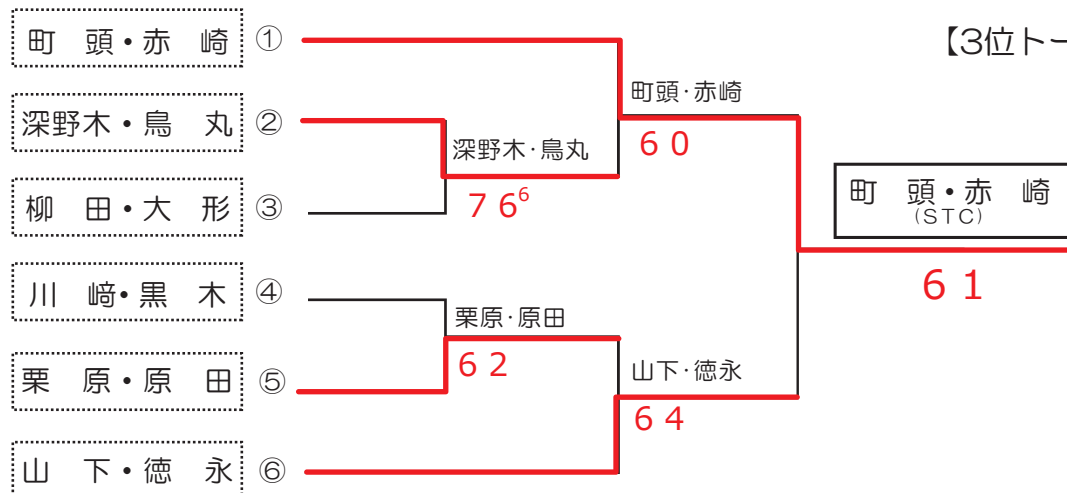 町 頭・赤 崎 ①
【3位トー
町頭・赤崎
深野木・鳥 丸 ②
6 0
深野木・鳥丸
7 6⁶
柳 田・大 形 ③
町 頭・赤 崎
(STC)
6 1
川 﨑・黒 木 ④
栗原・原田
6 2
山下・徳永
6 4
栗 原・原 田 ⑤
山 下・徳 永 ⑥